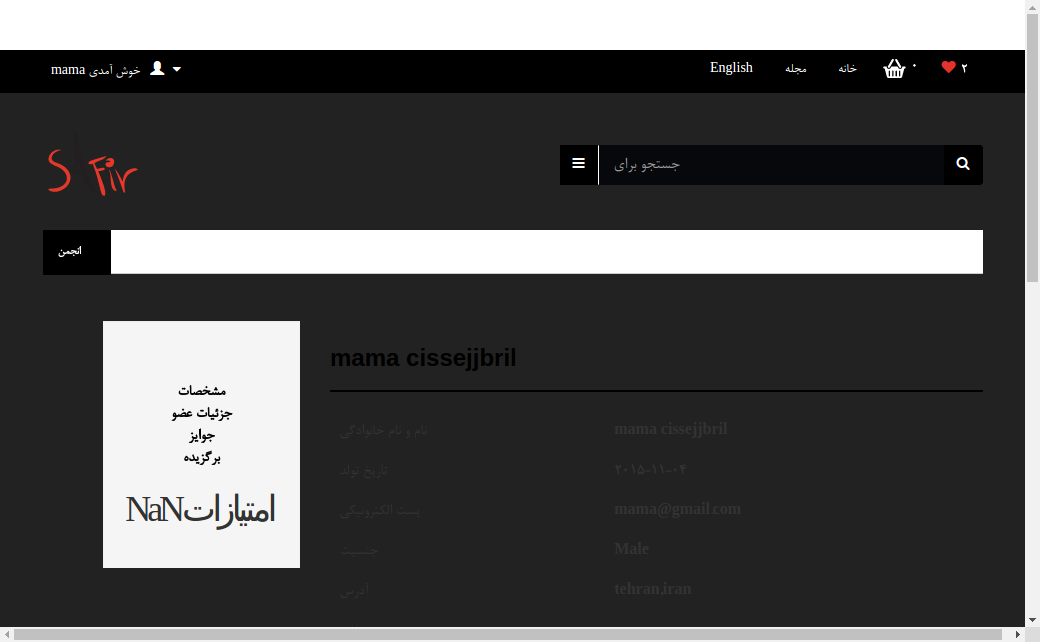 خوش آمدی mama
English
مجله
خانه
۰
۲
Fir
جستجو برای
انجمن
مشخصات
جزئیات عضو
جوایز
برگزیده
امتیازات NaN
mama cissejjbril
نام و نام خانوادگی
mama cissejjbril
تاریخ تولد
۲۰۱۵-۱۱-۰۴
پست الکترونیکی
mama@gmail.com
جنسیت
Male
آدرس
tehran,iran